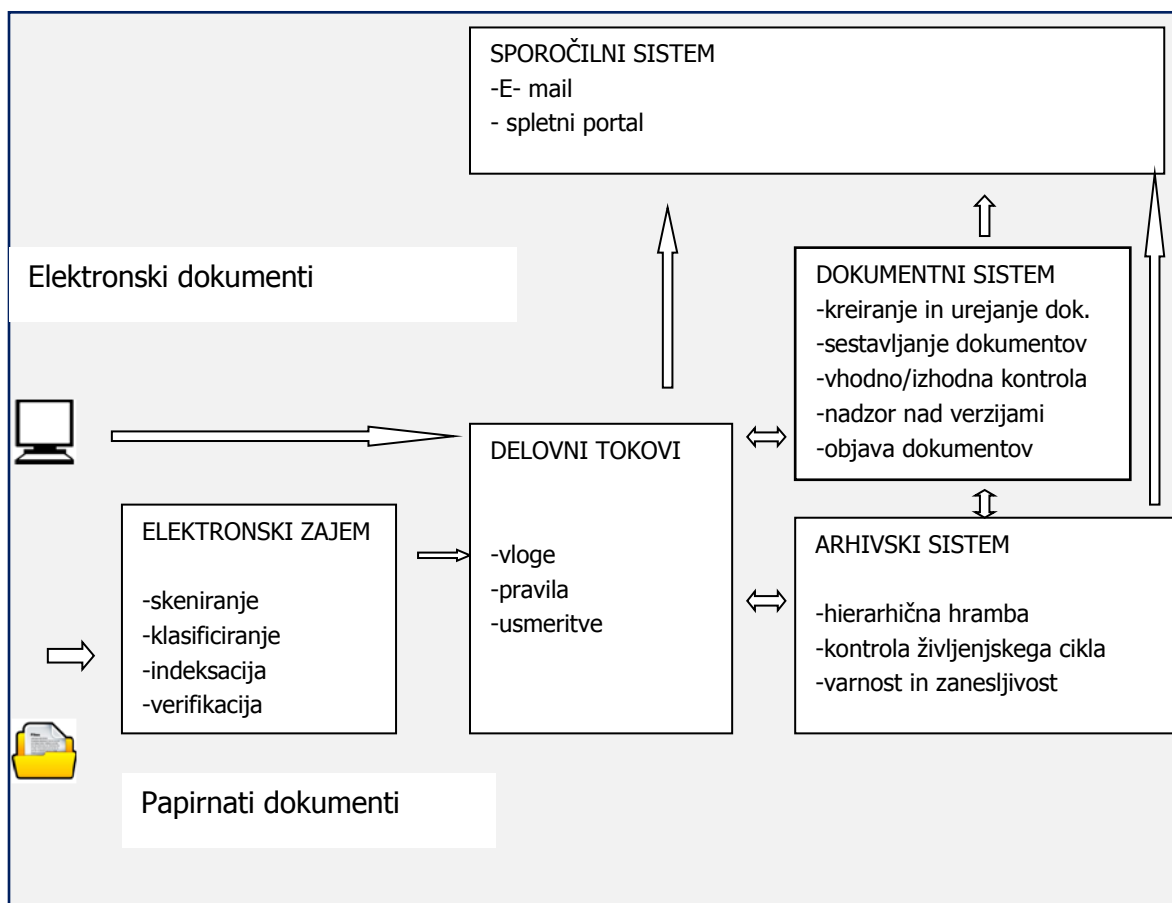 SPOROČILNI SISTEM
-E- mail
- spletni portal
Elektronski dokumenti
DOKUMENTNI SISTEM
-kreiranje in urejanje dok.
-sestavljanje dokumentov
-vhodno/izhodna kontrola
-nadzor nad verzijami
-objava dokumentov
DELOVNI TOKOVI
-vloge
-pravila
-usmeritve
ELEKTRONSKI ZAJEM
-skeniranje
-klasificiranje
-indeksacija
-verifikacija
ARHIVSKI SISTEM
-hierarhična hramba
-kontrola življenjskega cikla
-varnost in zanesljivost
Papirnati dokumenti